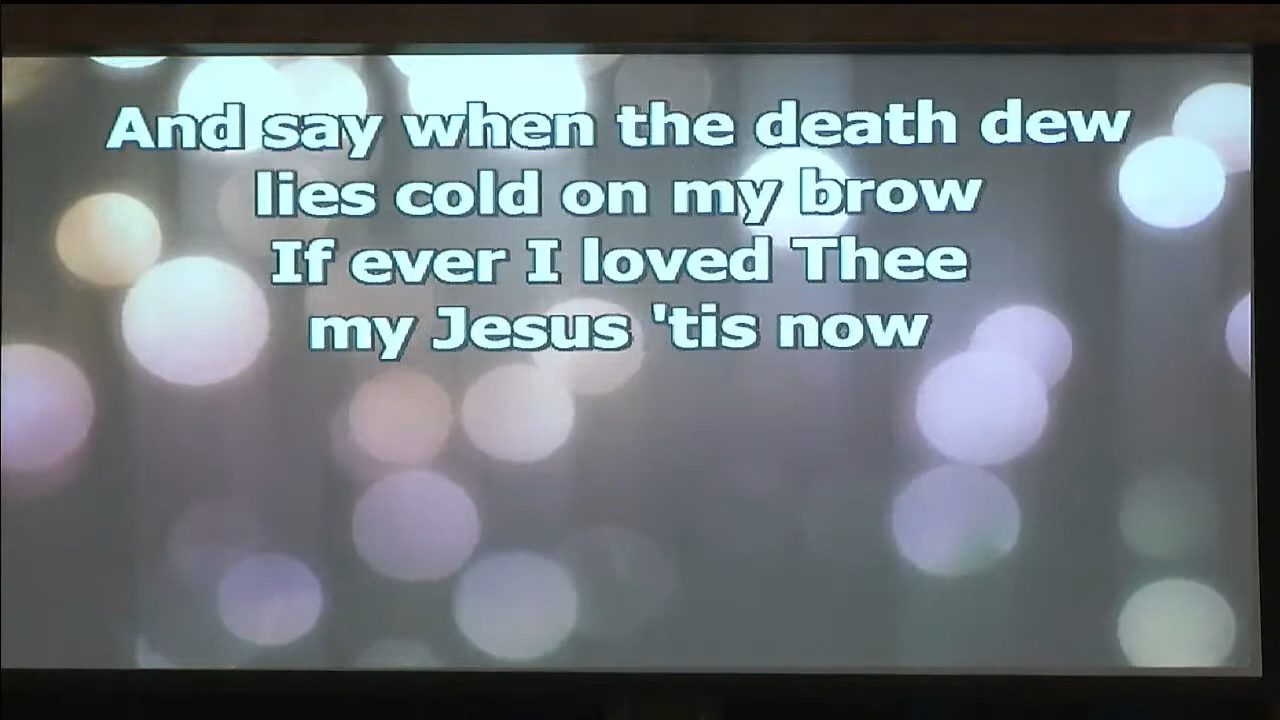 And say when the death dew
lies cold on my brow
If ever I loved Thee
my Jesus 'tis now